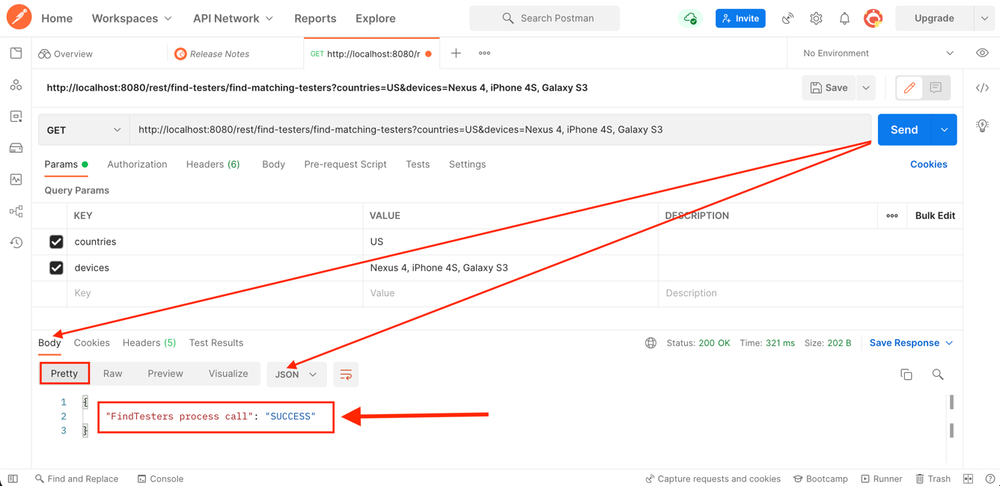 Home Workspaces API Network Reports Explore Search Postman Invite Upgrade
Overview Release Notes GET http://localhost:8080/r No Environment
http://localhost:8080/rest/find-testers/find-matching-testers?countries=US&devices=Nexus 4, iPhone 4S, Galaxy S3 Save
GET http://localhost:8080/rest/find-testers/find-matching-testers?countries=US&devices=Nexus 4, iPhone 4S, Galaxy S3 Send
Params Authorization Headers (6) Body Pre-request Script Tests Settings Cookies
Query Params
KEY VALUE DESCRIPTION Bulk Edit
countries US
devices Nexus 4, iPhone 4S, Galaxy S3
Key Value Description
Body Cookies Headers (5) Test Results Status: 200 OK Time: 321 ms Size: 202 B Save Response
Pretty Raw Preview Visualize JSON
1 {
2 "FindTesters process call": "SUCCESS"
3 }
Find and Replace Console Capture requests and cookies Bootcamp Runner Trash